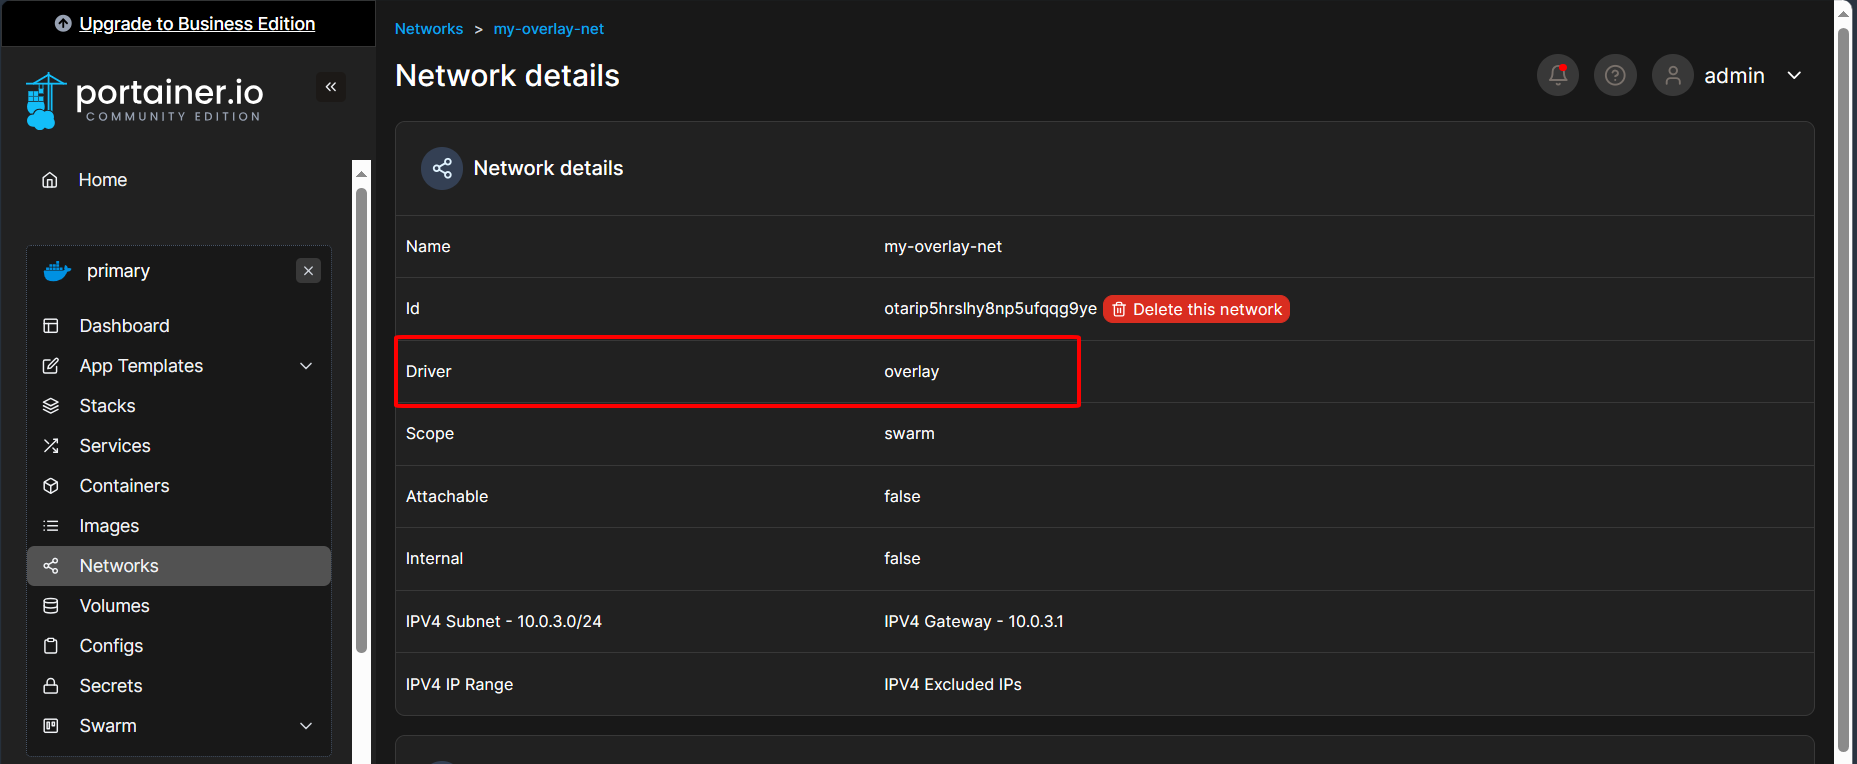 Upgrade to Business Edition
portainer.io
COMMUNITY EDITION
Home
primary
Dashboard
App Templates
Stacks
Services
Containers
Images
Networks
Volumes
Configs
Secrets
Swarm
Networks > my-overlay-net
Network details
admin
Network details
Name my-overlay-net
Id otarip5hrslhy8np5ufqqg9ye Delete this network
Driver overlay
Scope swarm
Attachable false
Internal false
IPV4 Subnet - 10.0.3.0/24 IPV4 Gateway - 10.0.3.1
IPV4 IP Range IPV4 Excluded IPs